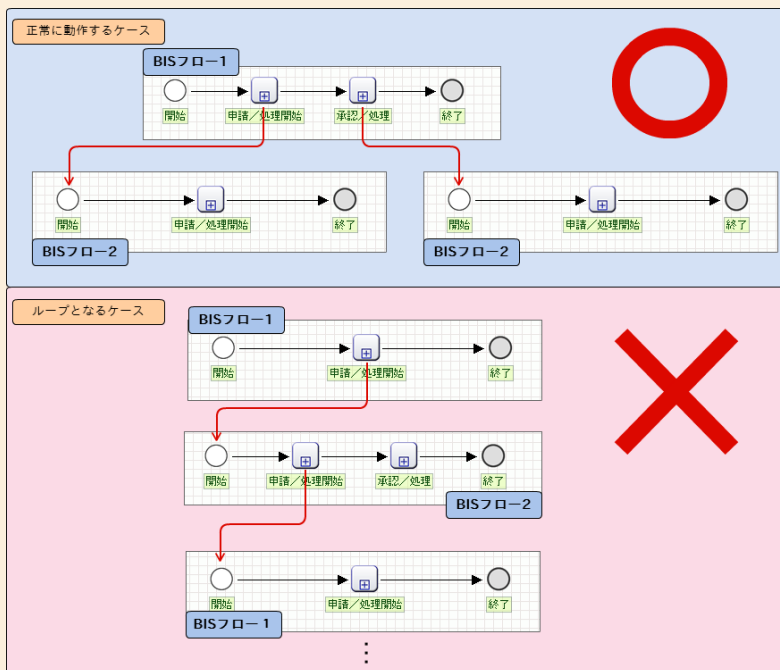 正常に動作するケース
BISフロー1
開始
申請／処理開始
承認／処理
終了
開始
申請／処理開始
終了
BISフロー2
開始
申請／処理開始
終了
BISフロー2
ループとなるケース
BISフロー1
開始
申請／処理開始
終了
開始
申請／処理開始
承認／処理
終了
BISフロー2
開始
申請／処理開始
終了
BISフロー1
⋮